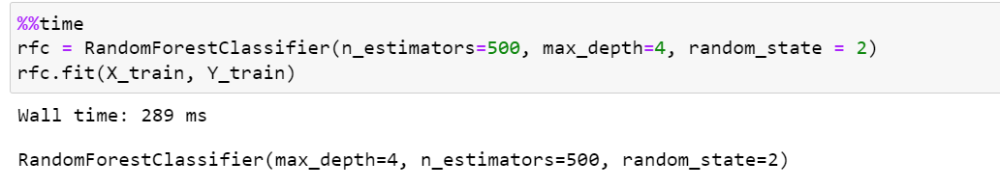 %%time
rfc = RandomForestClassifier(n_estimators=500, max_depth=4, random_state = 2)
rfc.fit(X_train, Y_train)
Wall time: 289 ms
RandomForestClassifier(max_depth=4, n_estimators=500, random_state=2)